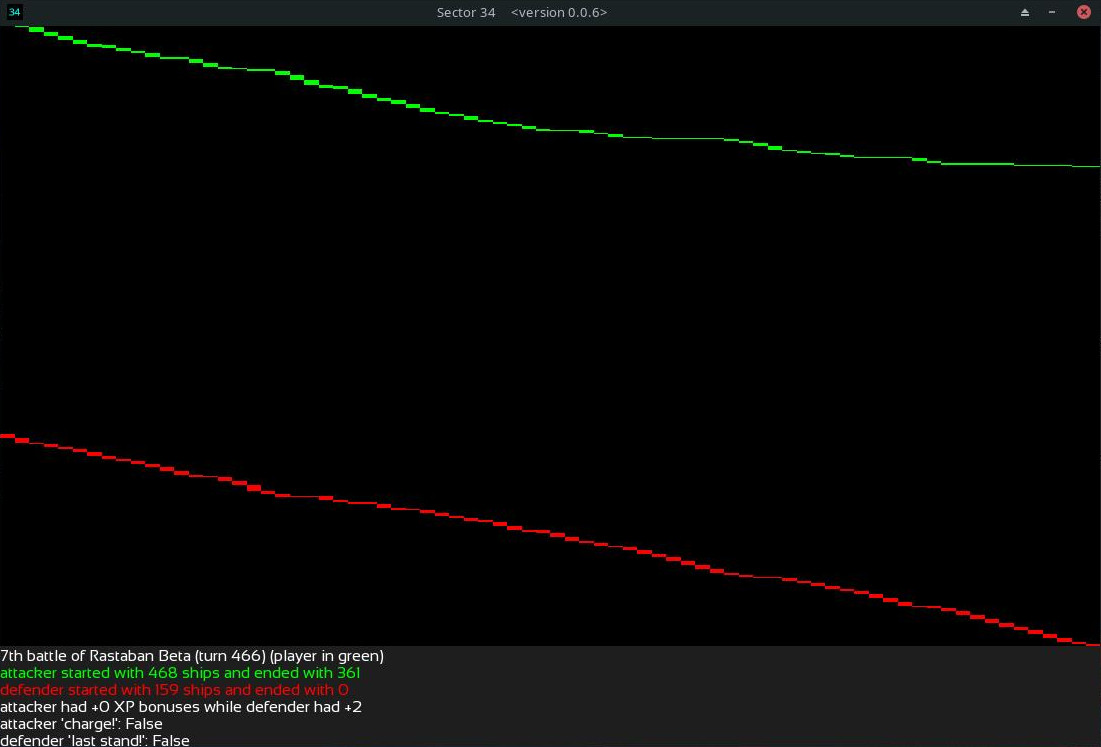 34
Sector 34 <version 0.0.6>
7th battle of Rastaban Beta (turn 466) (player in green)
attacker started with 468 ships and ended with 361
defender started with 159 ships and ended with 0
attacker had +0 XP bonuses while defender had +2
attacker 'charge!': False
defender 'last stand!': False